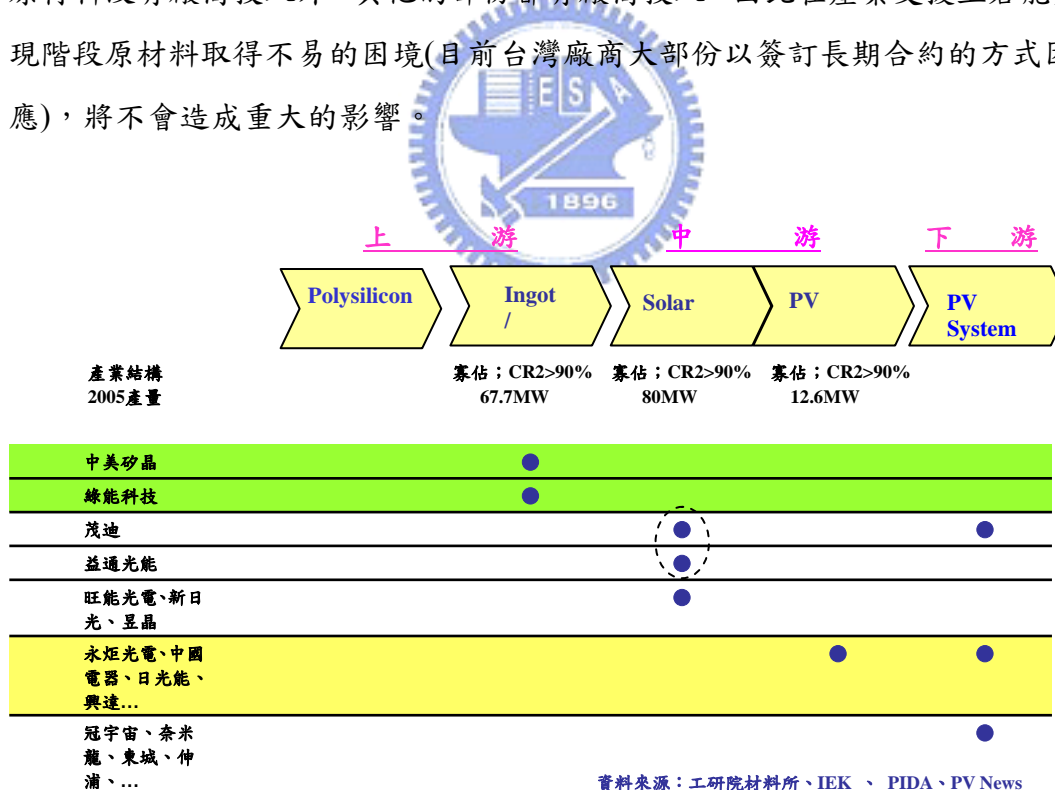 現階段原材料取得不易的困境(目前台灣廠商大部份以簽訂長期合約的方式因
應)，將不會造成重大的影響。
ESA
1896
上 游 中 游 下 游
Polysilicon
Ingot
/
Solar
PV
PV
System
產業結構 寡佔；CR2>90% 寡佔；CR2>90% 寡佔；CR2>90%
2005產量 67.7MW 80MW 12.6MW
中美矽晶
綠能科技
茂迪
益通光能
旺能光電、新日
光、昱晶
永炬光電、中國
電器、日光能、
興達...
冠宇宙、奈米
龍、東城、伸
浦、...
資料來源：工研院材料所、IEK 、 PIDA、PV News